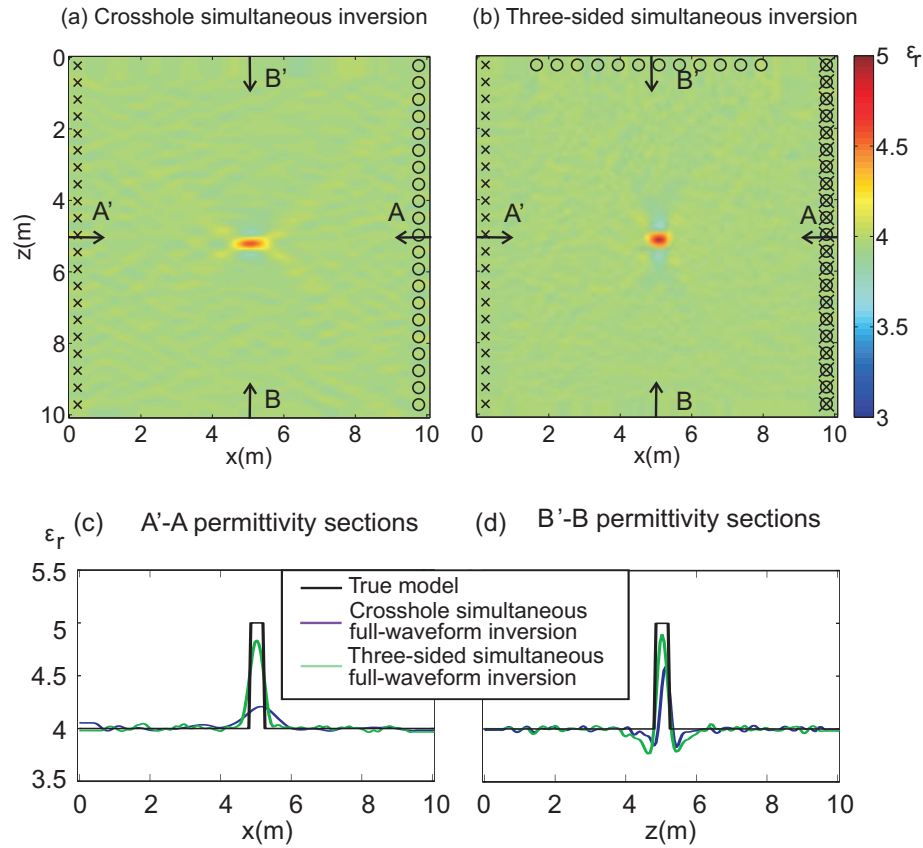 (a) Crosshole simultaneous inversion
(b) Three-sided simultaneous inversion
εr
0
2
4
6
8
10
z(m)
B'
A'
A
B
0 2 4 6 8 10
x(m)
B'
A'
A
B
0 2 4 6 8 10
x(m)
5
4.5
4
3.5
3
(c) A'-A permittivity sections
(d) B'-B permittivity sections
εr
5.5
5
4.5
4
3.5
True model
Crosshole simultaneous
full-waveform inversion
Three-sided simultaneous
full-waveform inversion
0 2 4 6 8 10
x(m)
0 2 4 6 8 10
z(m)